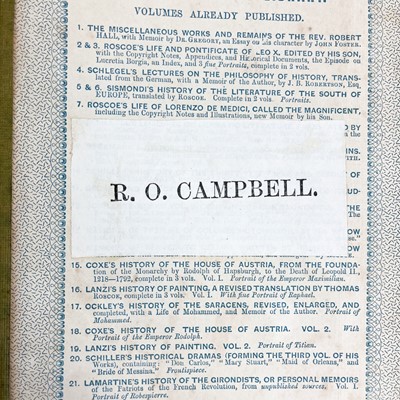 VOLUMES ALREADY PUBLISHED.
1. THE MISCELLANEOUS WORKS AND REMAINS OF THE REV. ROBERT
HALL, with Memoir by Dr. Gregory, an Essay on his character by John Foster.
2 & 3. ROSCOE'S LIFE AND PONTIFICATE OF LEO X. EDITED BY HIS SON,
with the Copyright Notes, Appendices, and Historical Documents, the Episode on
Lucretia Borgia, an Index, and 3 fine Portraits, complete in 2 vols.
4. SCHLEGEL'S LECTURES ON THE PHILOSOPHY OF HISTORY, TRANS-
lated from the German, with a Memoir of the Author, by J. B. Robertson, Esq.
5 & 6. SISMONDI'S HISTORY OF THE LITERATURE OF THE SOUTH OF
EUROPE, translated by Roscoe. Complete in 2 vols. Portraits.
7. ROSCOE'S LIFE OF LORENZO DE MEDICI, CALLED THE MAGNIFICENT,
including the Copyright Notes and Illustrations, new Memoir by his Son.
BY
R. O. CAMPBELL.
15. COXE'S HISTORY OF THE HOUSE OF AUSTRIA, FROM THE FOUNDA-
tion of the Monarchy by Rodolph of Hapsburgh, to the Death of Leopold II.,
1218—1792, complete in 3 vols. Vol. I. Portrait of the Emperor Maximilian.
16. LANZI'S HISTORY OF PAINTING, A REVISED TRANSLATION BY THOMAS
Roscoe, complete in 3 vols. Vol. I. With fine Portrait of Raphael.
17. OCKLEY'S HISTORY OF THE SARACENS, REVISED, ENLARGED, AND
completed, with a Life of Mohammed, and Memoir of the Author. Portrait of
Mohammed.
18. COXE'S HISTORY OF THE HOUSE OF AUSTRIA. VOL. 2. With
Portrait of the Emperor Rodolph.
19. LANZI'S HISTORY OF PAINTING. VOL. 2. Portrait of Titien.
20. SCHILLER'S HISTORICAL DRAMAS (FORMING THE THIRD VOL. OF HIS
Works), containing: "Don Carlos," "Mary Stuart," "Maid of Orleans," and
"Bride of Messina." Frontispiece.
21. LAMARTINE'S HISTORY OF THE GIRONDISTS, OR PERSONAL MEMOIRS
of the Patriots of the French Revolution, from unpublished sources, Vol. I.
Portrait of Robespierre.